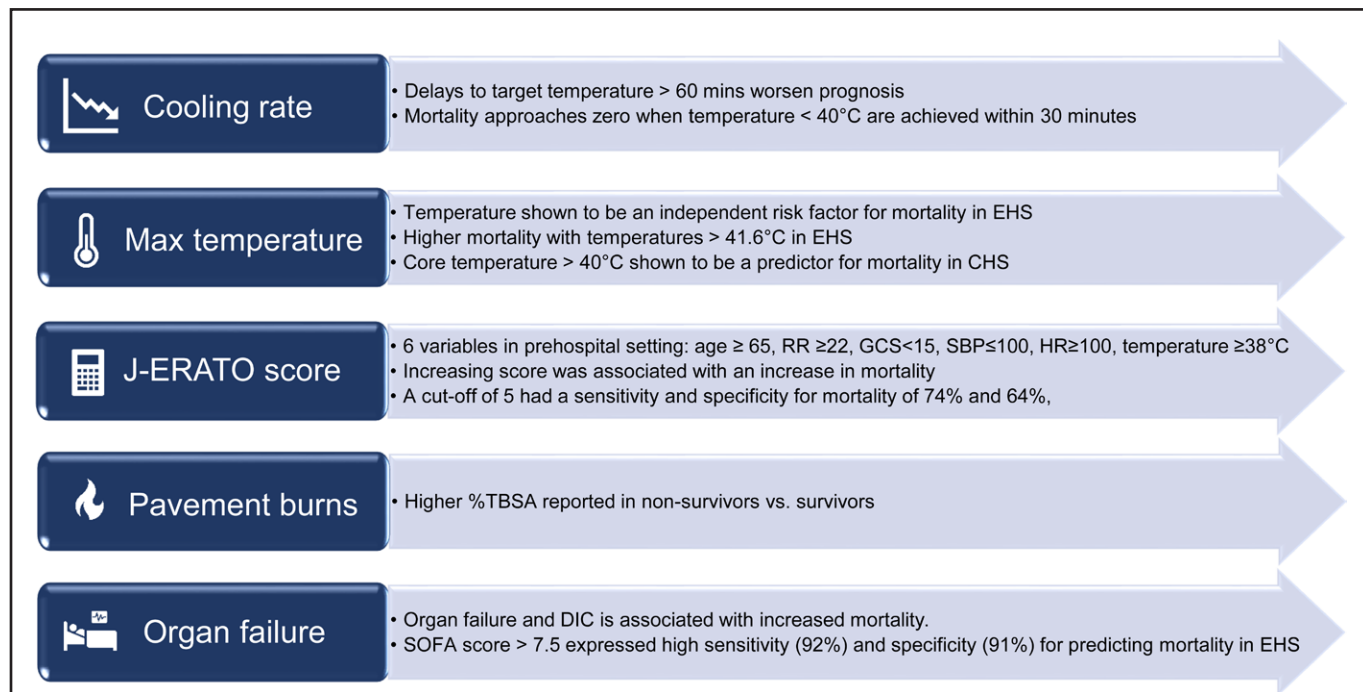 Cooling rate
• Delays to target temperature > 60 mins worsen prognosis
• Mortality approaches zero when temperature < 40°C are achieved within 30 minutes
Max temperature
• Temperature shown to be an independent risk factor for mortality in EHS
• Higher mortality with temperatures > 41.6°C in EHS
• Core temperature > 40°C shown to be a predictor for mortality in CHS
J-ERATO score
• 6 variables in prehospital setting: age ≥ 65, RR ≥22, GCS<15, SBP≤100, HR≥100, temperature ≥38°C
• Increasing score was associated with an increase in mortality
• A cut-off of 5 had a sensitivity and specificity for mortality of 74% and 64%,
Pavement burns
• Higher %TBSA reported in non-survivors vs. survivors
Organ failure
• Organ failure and DIC is associated with increased mortality.
• SOFA score > 7.5 expressed high sensitivity (92%) and specificity (91%) for predicting mortality in EHS